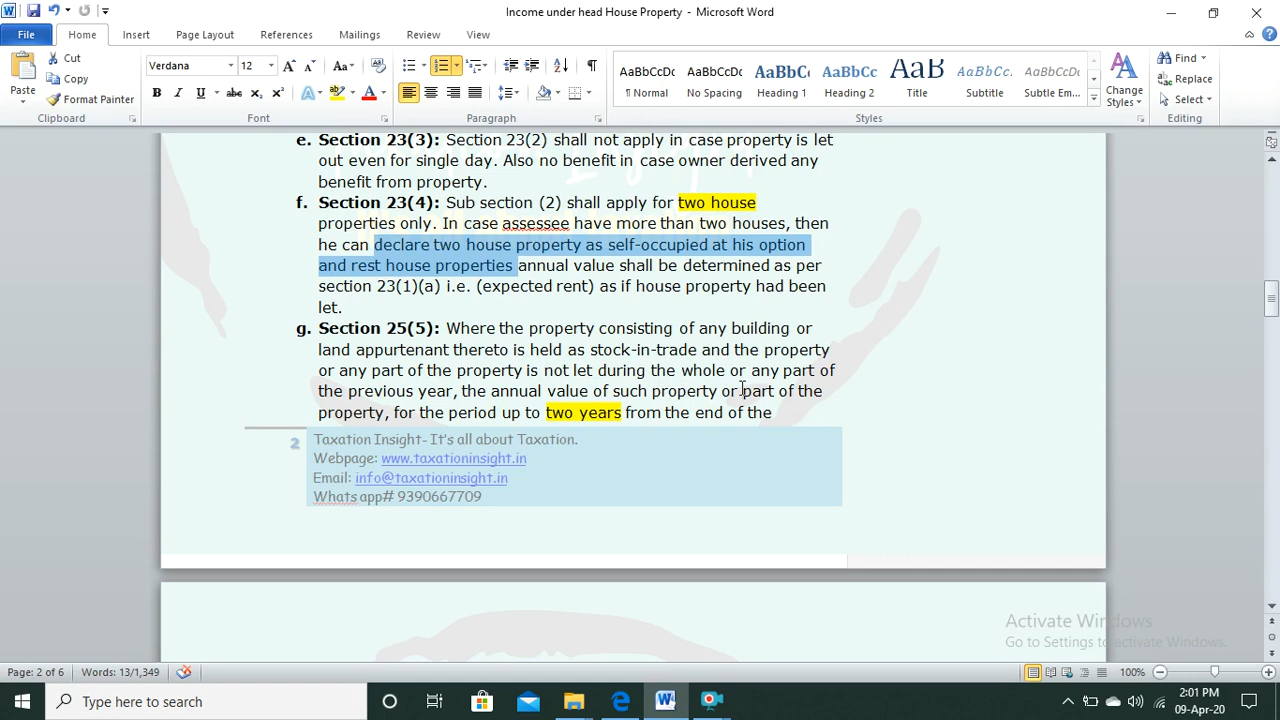 Income under head House Property - Microsoft Word
File Home Insert Page Layout References Mailings Review View
Paste Cut
Copy
Format Painter
Clipboard
Verdana 12
Font
Paragraph
AaBbCcDc ¶ Normal
AaBbCcDc No Spacing
AaBbCc Heading 1
AaBbCc Heading 2
AaB Title
AaBbCcI Subtitle
AaBbCcDc Subtle Em...
Change Styles
Styles
Find
Replace
Select
Editing
e. Section 23(3): Section 23(2) shall not apply in case property is let
out even for single day. Also no benefit in case owner derived any
benefit from property.
f. Section 23(4): Sub section (2) shall apply for two house
properties only. In case assessee have more than two houses, then
he can declare two house property as self-occupied at his option
and rest house properties annual value shall be determined as per
section 23(1)(a) i.e. (expected rent) as if house property had been
let.
g. Section 25(5): Where the property consisting of any building or
land appurtenant thereto is held as stock-in-trade and the property
or any part of the property is not let during the whole or any part of
the previous year, the annual value of such property or part of the
property, for the period up to two years from the end of the
2 Taxation Insight- It's all about Taxation.
Webpage: www.taxationinsight.in
Email: info@taxationinsight.in
Whats app# 9390667709
Activate Windows
Go to Settings to activate Windows.
Page: 2 of 6 Words: 13/1,349 100%
Type here to search
2:01 PM
09-Apr-20